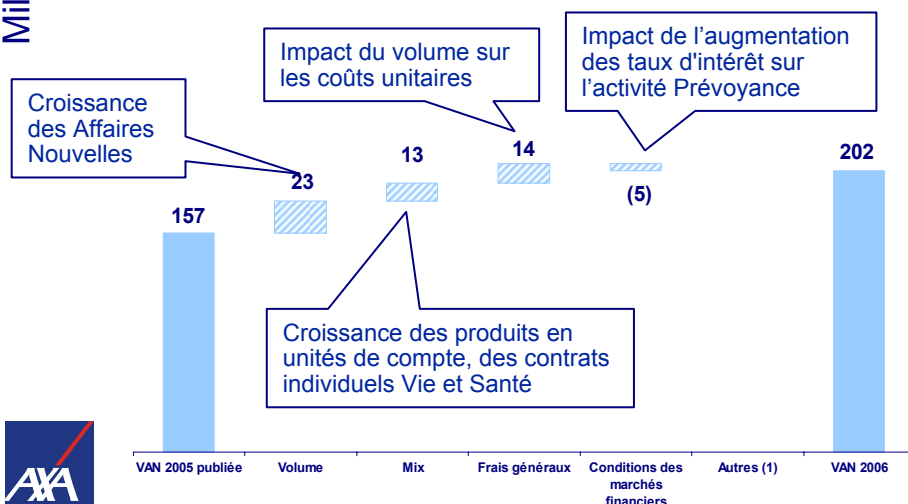 Mil
Impact du volume sur
les coûts unitaires
Impact de l’augmentation
des taux d'intérêt sur
l’activité Prévoyance
Croissance
des Affaires
Nouvelles
157
23
13
14
(5)
202
Croissance des produits en
unités de compte, des contrats
individuels Vie et Santé
AXA
VAN 2005 publiée
Volume
Mix
Frais généraux
Conditions des
marchés
financiers
Autres (1)
VAN 2006